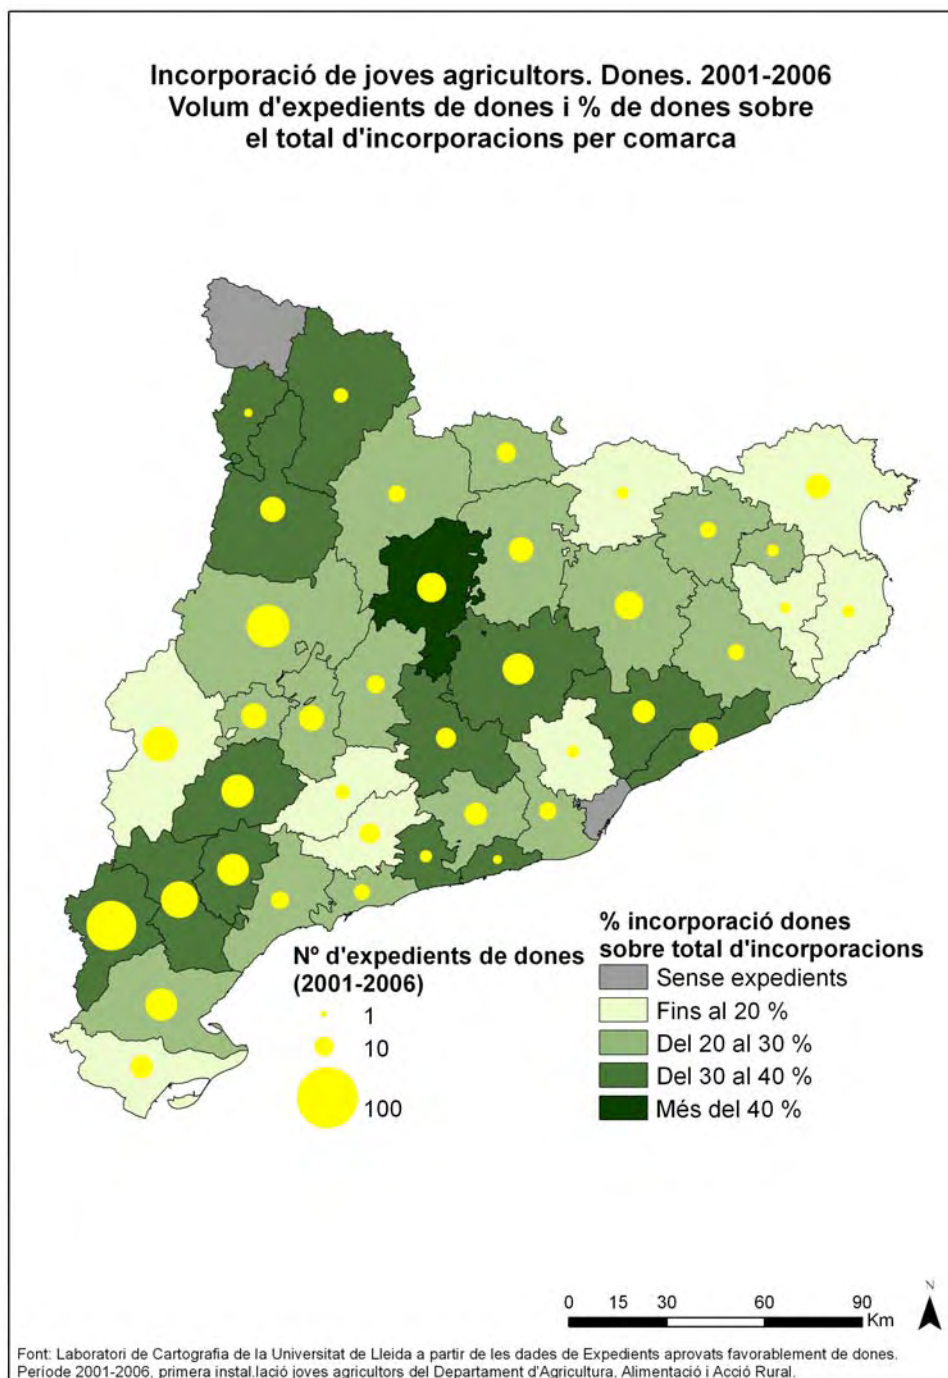 Incorporació de joves agricultors. Dones. 2001-2006
Volum d'expedients de dones i % de dones sobre
el total d'incorporacions per comarca
Nº d'expedients de dones
(2001-2006)
1
10
100
% incorporació dones
sobre total d'incorporacions
Sense expedients
Fins al 20 %
Del 20 al 30 %
Del 30 al 40 %
Més del 40 %
N
0 15 30 60 90
Km
Font: Laboratori de Cartografia de la Universitat de Lleida a partir de les dades de Expedients aprovats favorablement de dones.
Periode 2001-2006, primera instal.lació joves agricultors del Departament d'Agricultura, Alimentació i Acció Rural.